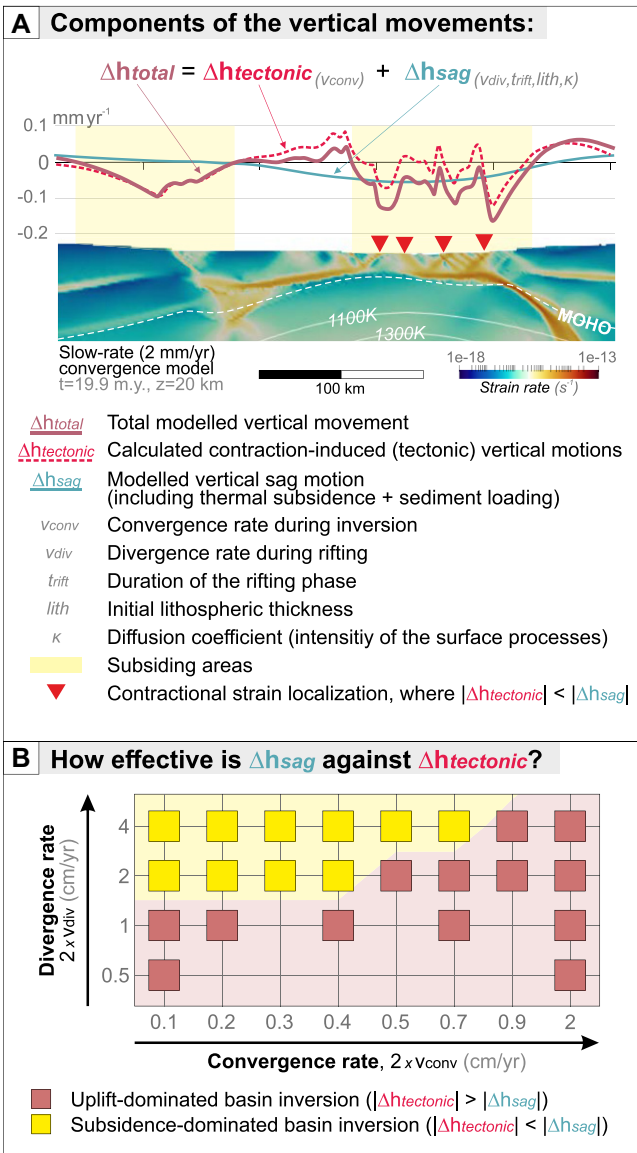 A Components of the vertical movements:
Δhtotal = Δhtectonic (vconv) + Δhsag (vdiv,trift,lith,κ)
0.1 mm yr-1
0
-0.1
-0.2
1100K
1300K
MOHO
Slow-rate (2 mm/yr)
convergence model
t=19.9 m.y., z=20 km
100 km
1e-18 1e-13
Strain rate (s-1)
Δhtotal Total modelled vertical movement
Δhtectonic Calculated contraction-induced (tectonic) vertical motions
Δhsag Modelled vertical sag motion
(including thermal subsidence + sediment loading)
vconv Convergence rate during inversion
vdiv Divergence rate during rifting
trift Duration of the rifting phase
lith Initial lithospheric thickness
κ Diffusion coefficient (intensitiy of the surface processes)
Subsiding areas
Contractional strain localization, where |Δhtectonic| < |Δhsag|
B How effective is Δhsag against Δhtectonic?
Divergence rate
2 x vdiv (cm/yr)
4
2
1
0.5
0.1 0.2 0.3 0.4 0.5 0.7 0.9 2
Convergence rate, 2 x vconv (cm/yr)
Uplift-dominated basin inversion (|Δhtectonic| > |Δhsag|)
Subsidence-dominated basin inversion (|Δhtectonic| < |Δhsag|)